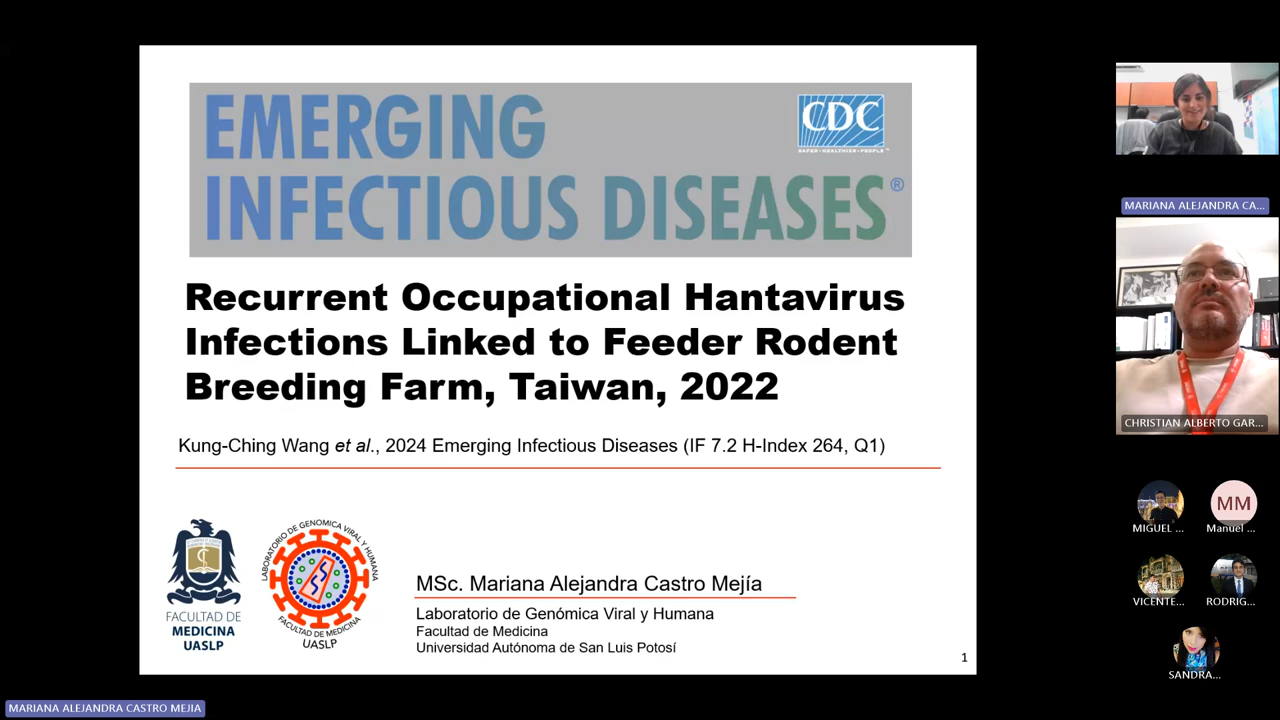 EMERGING
INFECTIOUS DISEASES®
CDC
SAFER • HEALTHIER • PEOPLE™
Recurrent Occupational Hantavirus
Infections Linked to Feeder Rodent
Breeding Farm, Taiwan, 2022
Kung-Ching Wang et al., 2024 Emerging Infectious Diseases (IF 7.2 H-Index 264, Q1)
FACULTAD DE
MEDICINA
UASLP
LABORATORIO DE GENOMICA VIRAL Y HUMANA
FACULTAD DE MEDICINA
UASLP
MSc. Mariana Alejandra Castro Mejía
Laboratorio de Genómica Viral y Humana
Facultad de Medicina
Universidad Autónoma de San Luis Potosí
1
MARIANA ALEJANDRA CA...
CHRISTIAN ALBERTO GAR...
MM
MIGUEL ...
Manuel ...
VICENTE...
RODRIG...
SANDRA...
MARIANA ALEJANDRA CASTRO MEJIA